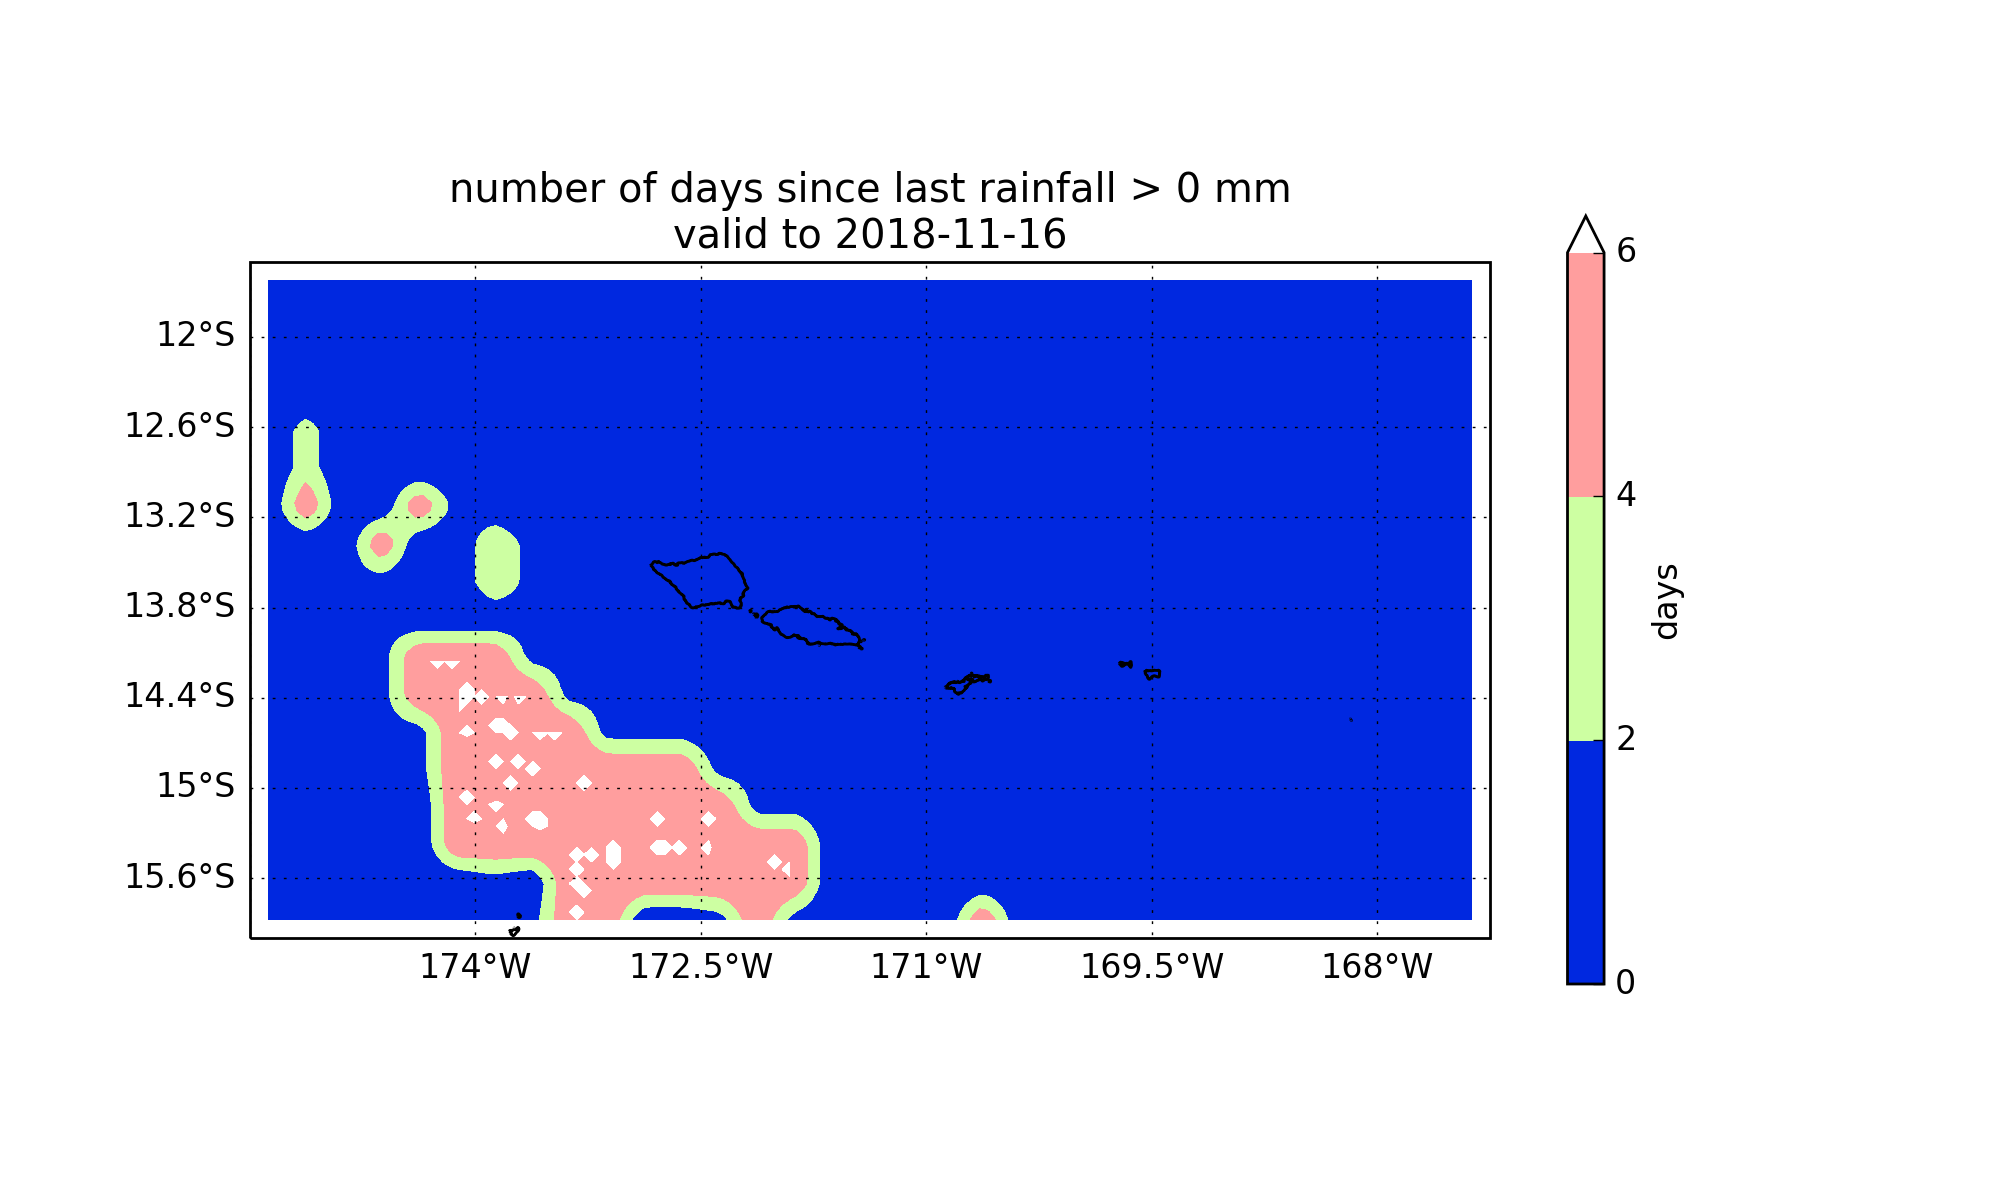 number of days since last rainfall > 0 mm
valid to 2018-11-16
12°S
12.6°S
13.2°S
13.8°S
14.4°S
15°S
15.6°S
174°W
172.5°W
171°W
169.5°W
168°W
6
4
2
0
days